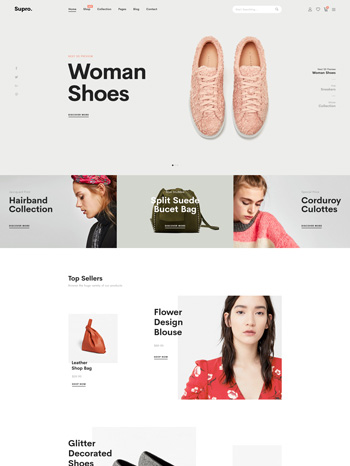 Supro.
Home Shop Collection Pages Blog Contact
Woman
Shoes
DISCOVER MORE
Woman Shoes
Sneakers
Collection
Hairband
Collection
DISCOVER MORE
Split Suede
Bucet Bag
DISCOVER MORE
Corduroy
Culottes
DISCOVER MORE
Top Sellers
Leather
Shop Bag
SHOP NOW
Flower
Design
Blouse
SHOP NOW
Glitter
Decorated
Shoes